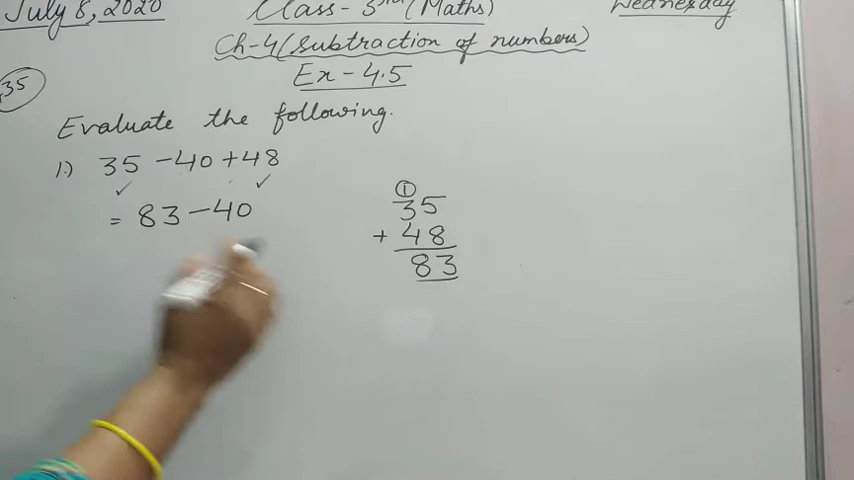 July 8, 2020 Class-3rd (Maths) Wednesday
Ch-4 (Subtraction of numbers)
Ex-4.5
35
Evaluate the following.
1.) 35 - 40 + 48
= 83 - 40
1
35
+ 48
83